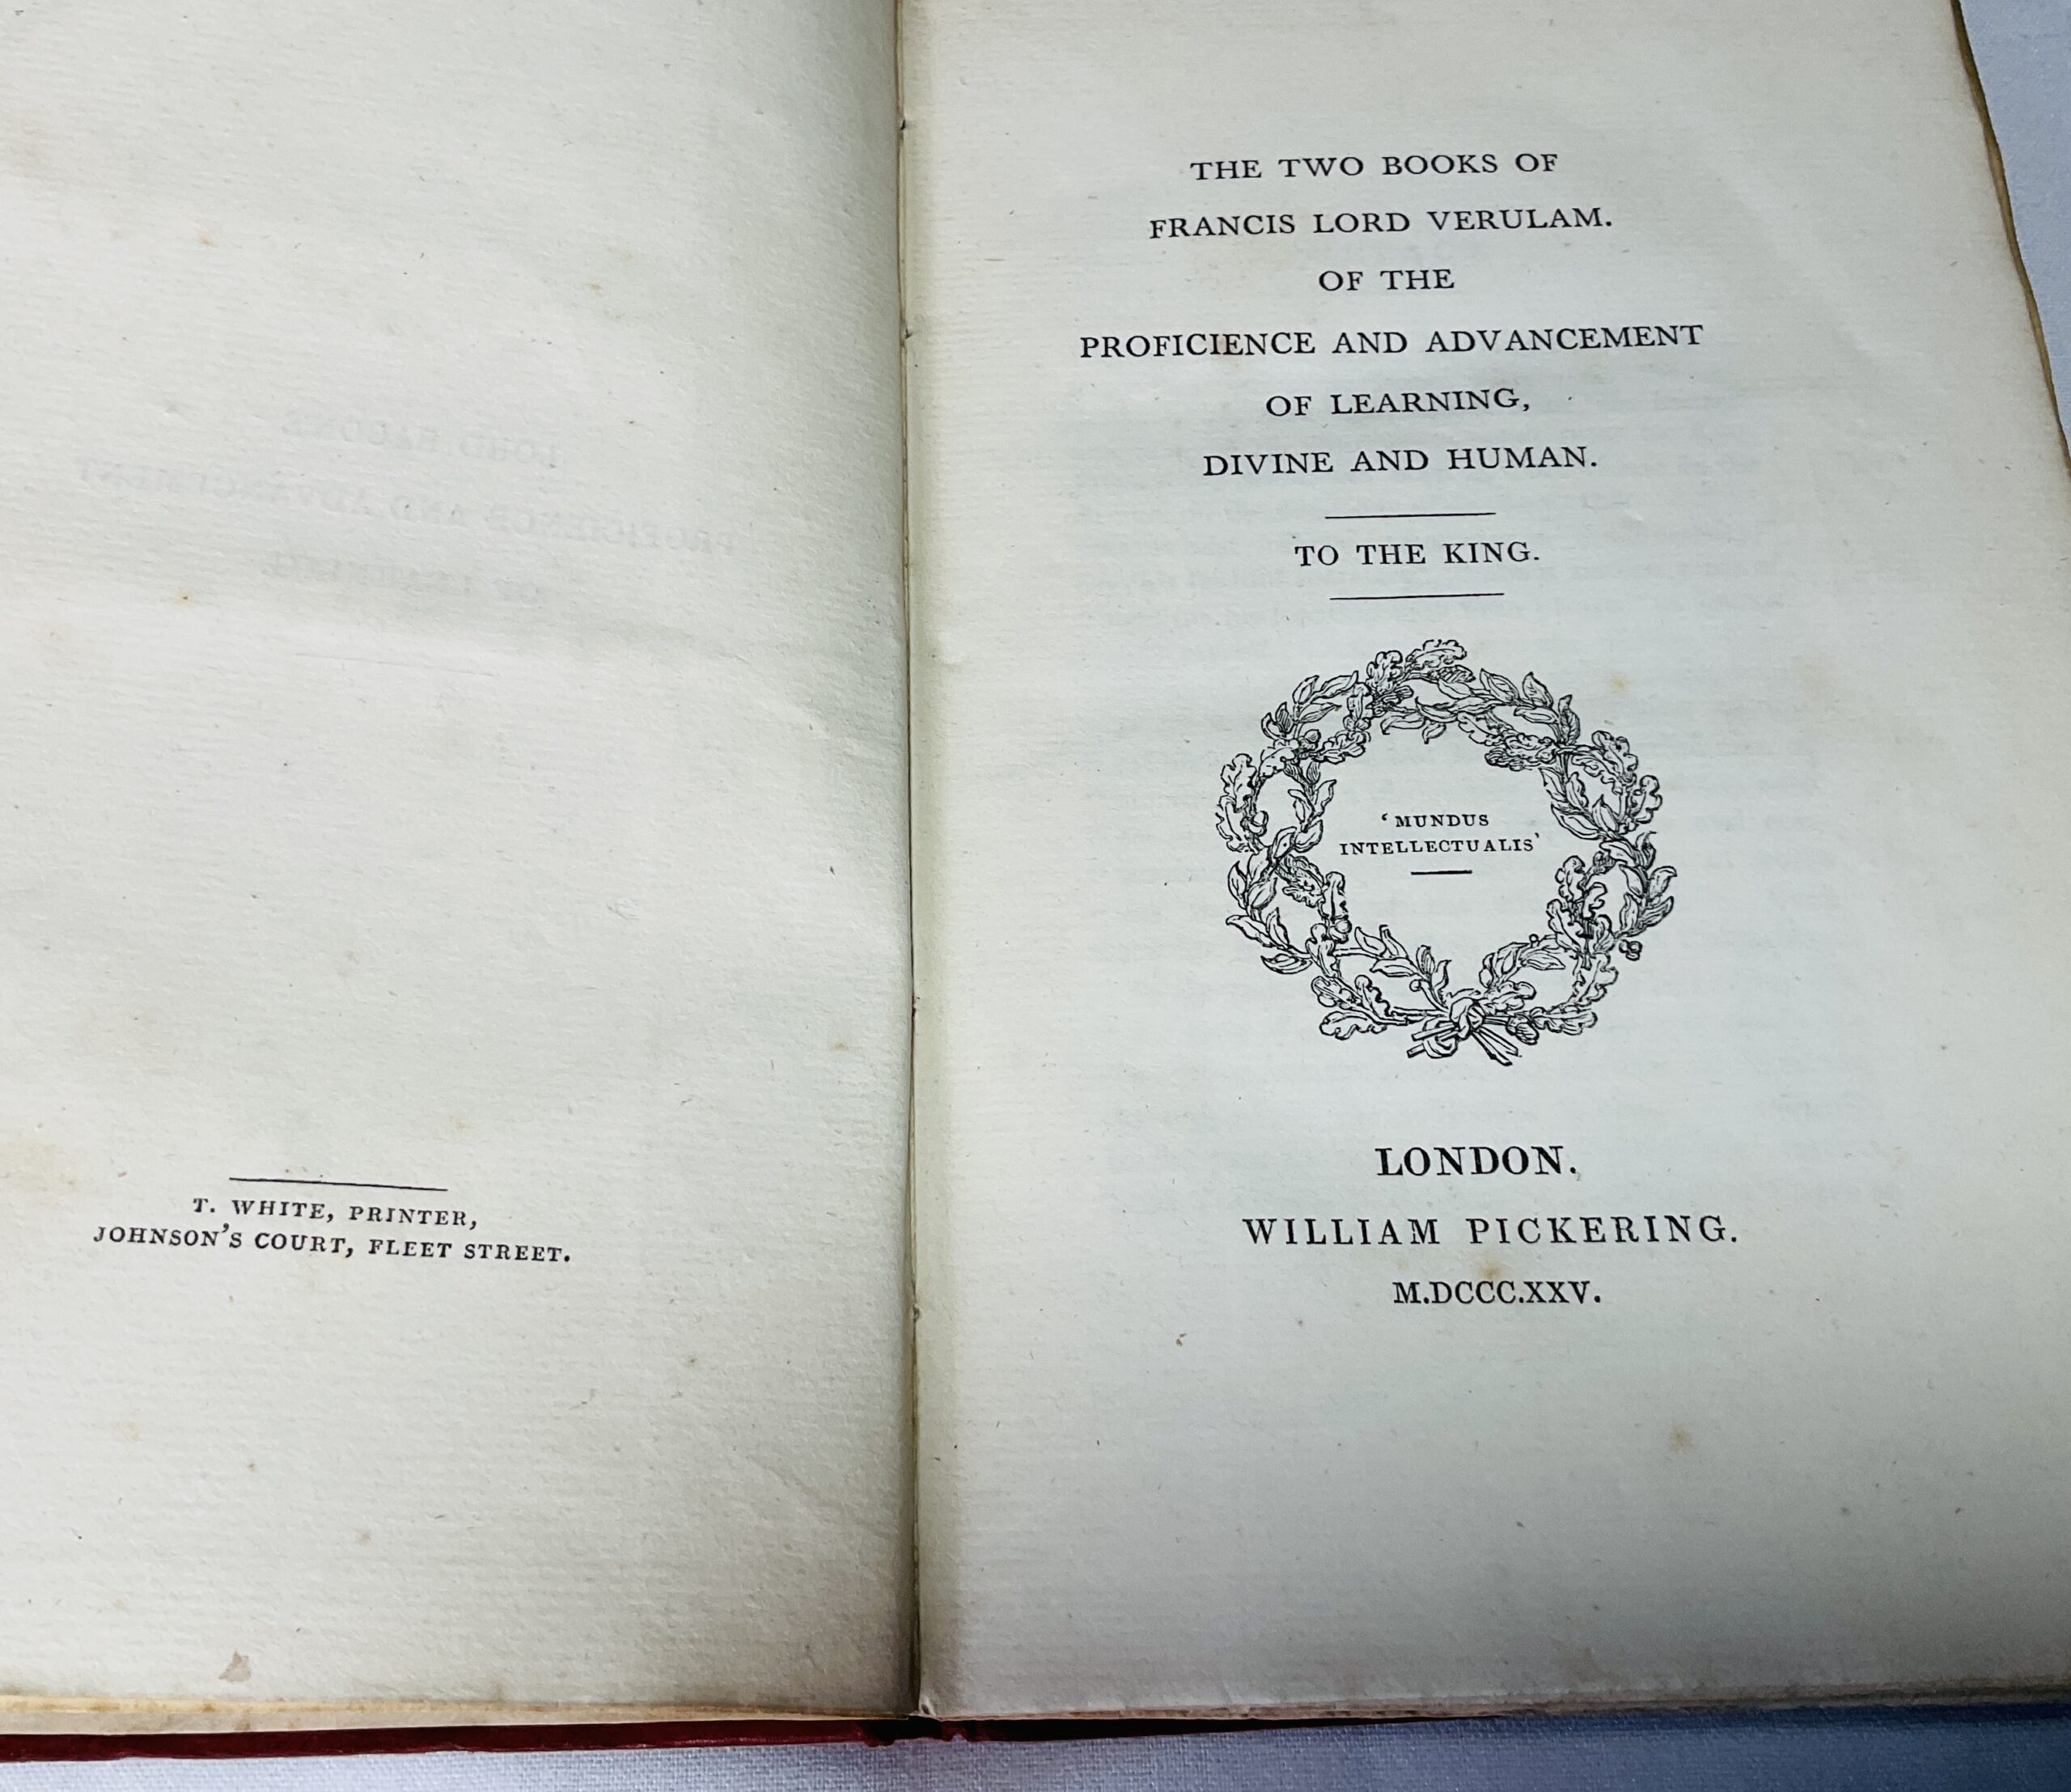 T. WHITE, PRINTER,
JOHNSON'S COURT, FLEET STREET.
THE TWO BOOKS OF
FRANCIS LORD VERULAM.
OF THE
PROFICIENCE AND ADVANCEMENT
OF LEARNING,
DIVINE AND HUMAN.
TO THE KING.
‘MUNDUS
INTELLECTUALIS’
LONDON.
WILLIAM PICKERING.
M.DCCC.XXV.